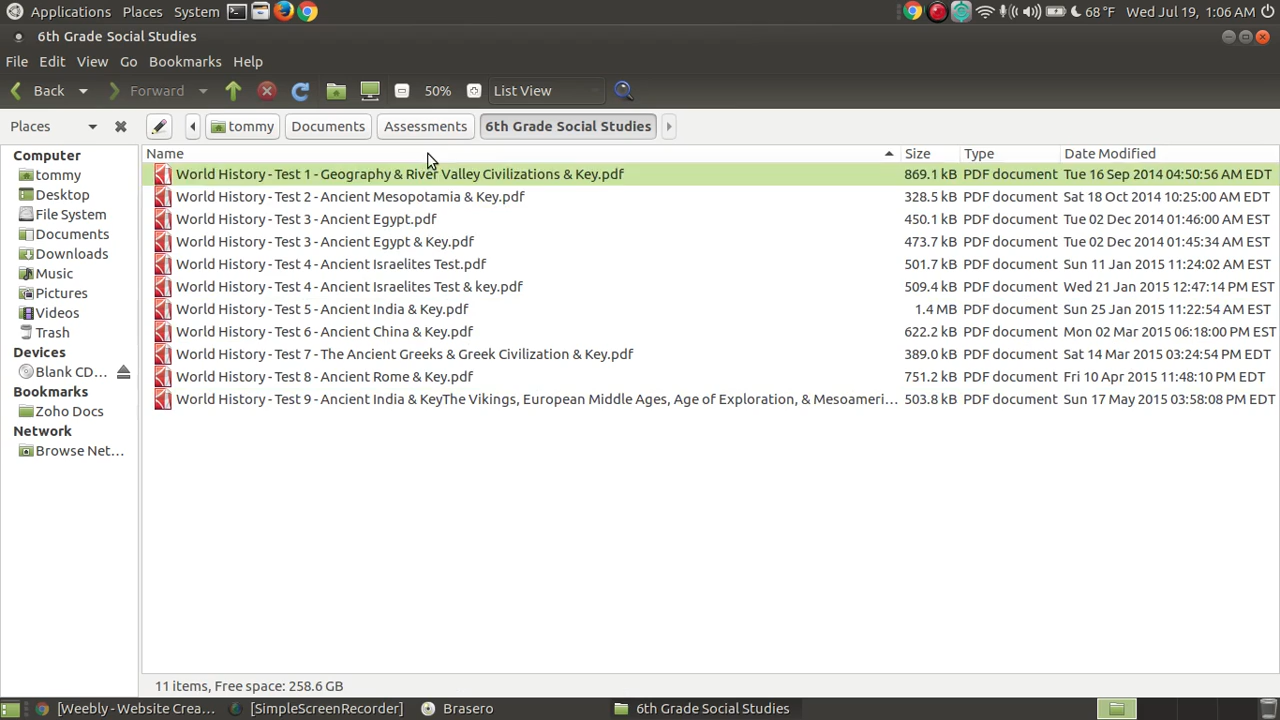 Applications Places System 68 °F Wed Jul 19, 1:06 AM
6th Grade Social Studies
File Edit View Go Bookmarks Help
Back Forward 50% List View
Places tommy Documents Assessments 6th Grade Social Studies
Name Size Type Date Modified
Computer
tommy
Desktop
File System
Documents
Downloads
Music
Pictures
Videos
Trash
Devices
Blank CD...
Bookmarks
Zoho Docs
Network
Browse Net...
World History - Test 1 - Geography & River Valley Civilizations & Key.pdf 869.1 kB PDF document Tue 16 Sep 2014 04:50:56 AM EDT
World History - Test 2 - Ancient Mesopotamia & Key.pdf 328.5 kB PDF document Sat 18 Oct 2014 10:25:00 AM EDT
World History - Test 3 - Ancient Egypt.pdf 450.1 kB PDF document Tue 02 Dec 2014 01:46:00 AM EST
World History - Test 3 - Ancient Egypt & Key.pdf 473.7 kB PDF document Tue 02 Dec 2014 01:45:34 AM EST
World History - Test 4 - Ancient Israelites Test.pdf 501.7 kB PDF document Sun 11 Jan 2015 11:24:02 AM EST
World History - Test 4 - Ancient Israelites Test & key.pdf 509.4 kB PDF document Wed 21 Jan 2015 12:47:14 PM EST
World History - Test 5 - Ancient India & Key.pdf 1.4 MB PDF document Sun 25 Jan 2015 11:22:54 AM EST
World History - Test 6 - Ancient China & Key.pdf 622.2 kB PDF document Mon 02 Mar 2015 06:18:00 PM EST
World History - Test 7 - The Ancient Greeks & Greek Civilization & Key.pdf 389.0 kB PDF document Sat 14 Mar 2015 03:24:54 PM EDT
World History - Test 8 - Ancient Rome & Key.pdf 751.2 kB PDF document Fri 10 Apr 2015 11:48:10 PM EDT
World History - Test 9 - Ancient India & KeyThe Vikings, European Middle Ages, Age of Exploration, & Mesoameri... 503.8 kB PDF document Sun 17 May 2015 03:58:08 PM EDT
11 items, Free space: 258.6 GB
[Weebly - Website Crea... [SimpleScreenRecorder] Brasero 6th Grade Social Studies